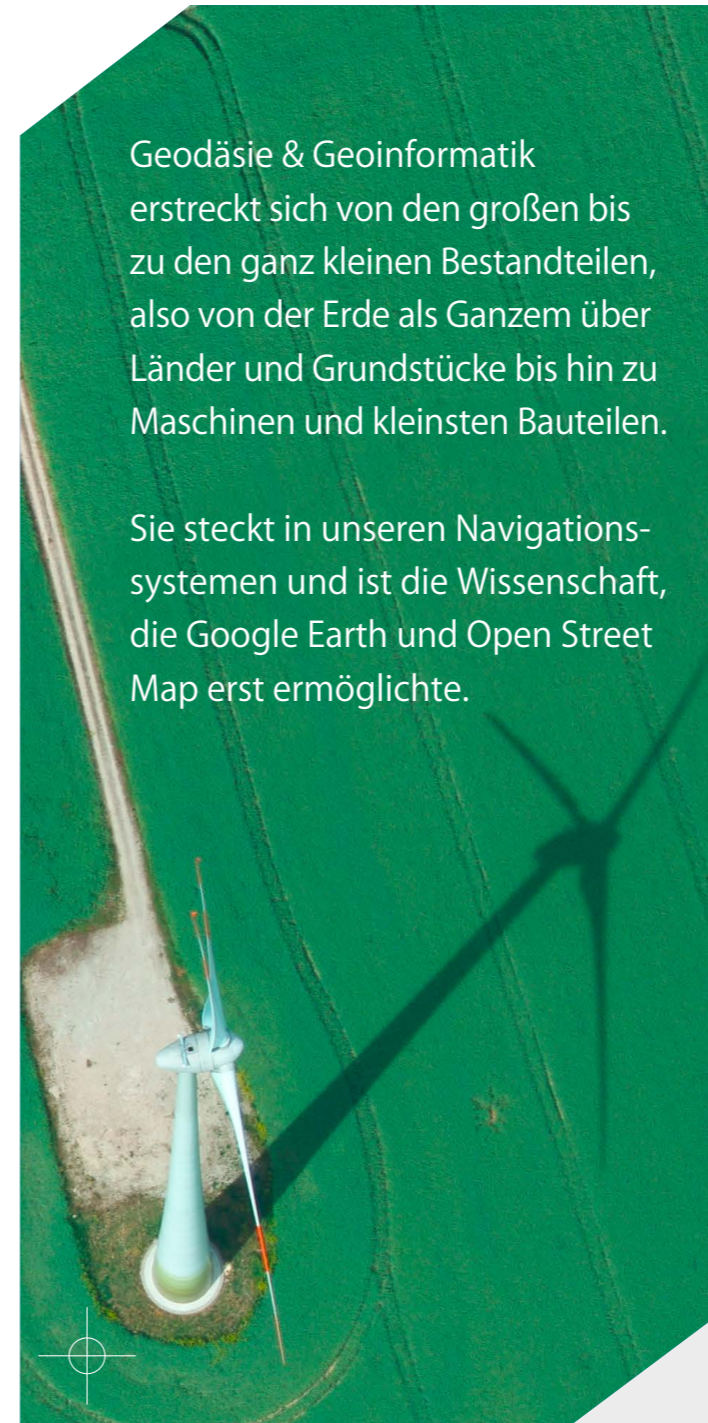 Geodäsie & Geoinformatik
erstreckt sich von den großen bis
zu den ganz kleinen Bestandteilen,
also von der Erde als Ganzem über
Länder und Grundstücke bis hin zu
Maschinen und kleinsten Bauteilen.
Sie steckt in unseren Navigations-
systemen und ist die Wissenschaft,
die Google Earth und Open Street
Map erst ermöglichte.